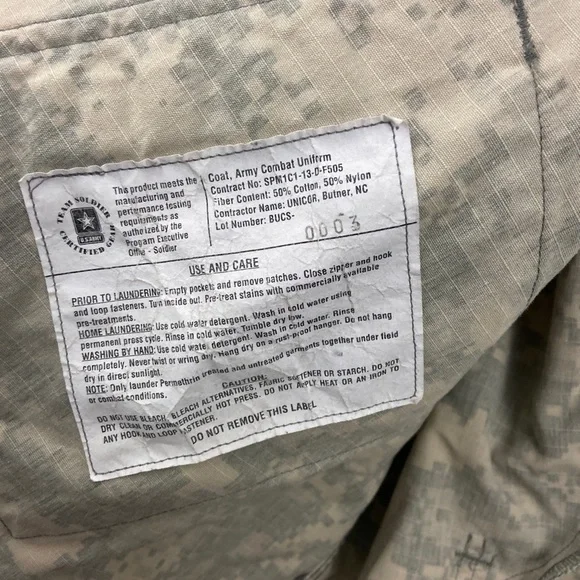 TEAM SOLDIER
U.S.ARMY
CERTIFIED GEAR
This product meets the
manufacturing and
performance testing
requirements as
authorized by the
Program Executive
Office - Soldier
Coat, Army Combat Uniform
Contract No: SPM1C1-13-D-F505
Fiber Content: 50% Cotton, 50% Nylon
Contractor Name: UNICOR, Butner, NC
Lot Number: BUCS- 0003
USE AND CARE
PRIOR TO LAUNDERING: Empty pockets and remove patches. Close zipper and hook
and loop fasteners. Turn inside out. Pre-treat stains with commercially available
pre-treatments.
HOME LAUNDERING: Use cold water detergent. Wash in cold water using
permanent press cycle. Rinse in cold water. Tumble dry low.
WASHING BY HAND: Use cold water detergent. Wash in cold water. Rinse
completely. Never twist or wring dry. Hang dry on a rust-proof hanger. Do not hang
dry in direct sunlight.
NOTE: Only launder Permethrin treated and untreated garments together under field
or combat conditions.
CAUTION:
DO NOT USE BLEACH, BLEACH ALTERNATIVES, FABRIC SOFTENER OR STARCH. DO NOT
DRY CLEAN OR COMMERCIALLY HOT PRESS. DO NOT APPLY HEAT OR AN IRON TO
ANY HOOK AND LOOP FASTENER.
DO NOT REMOVE THIS LABEL